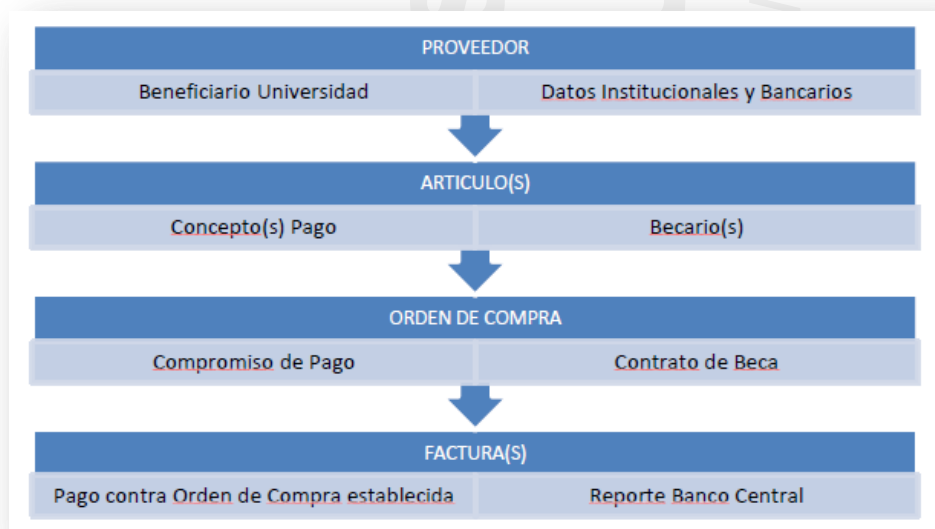 PROVEEDOR
Beneficiario Universidad Datos Institucionales y Bancarios
ARTICULO(S)
Concepto(s) Pago Becario(s)
ORDEN DE COMPRA
Compromiso de Pago Contrato de Beca
FACTURA(S)
Pago contra Orden de Compra establecida Reporte Banco Central